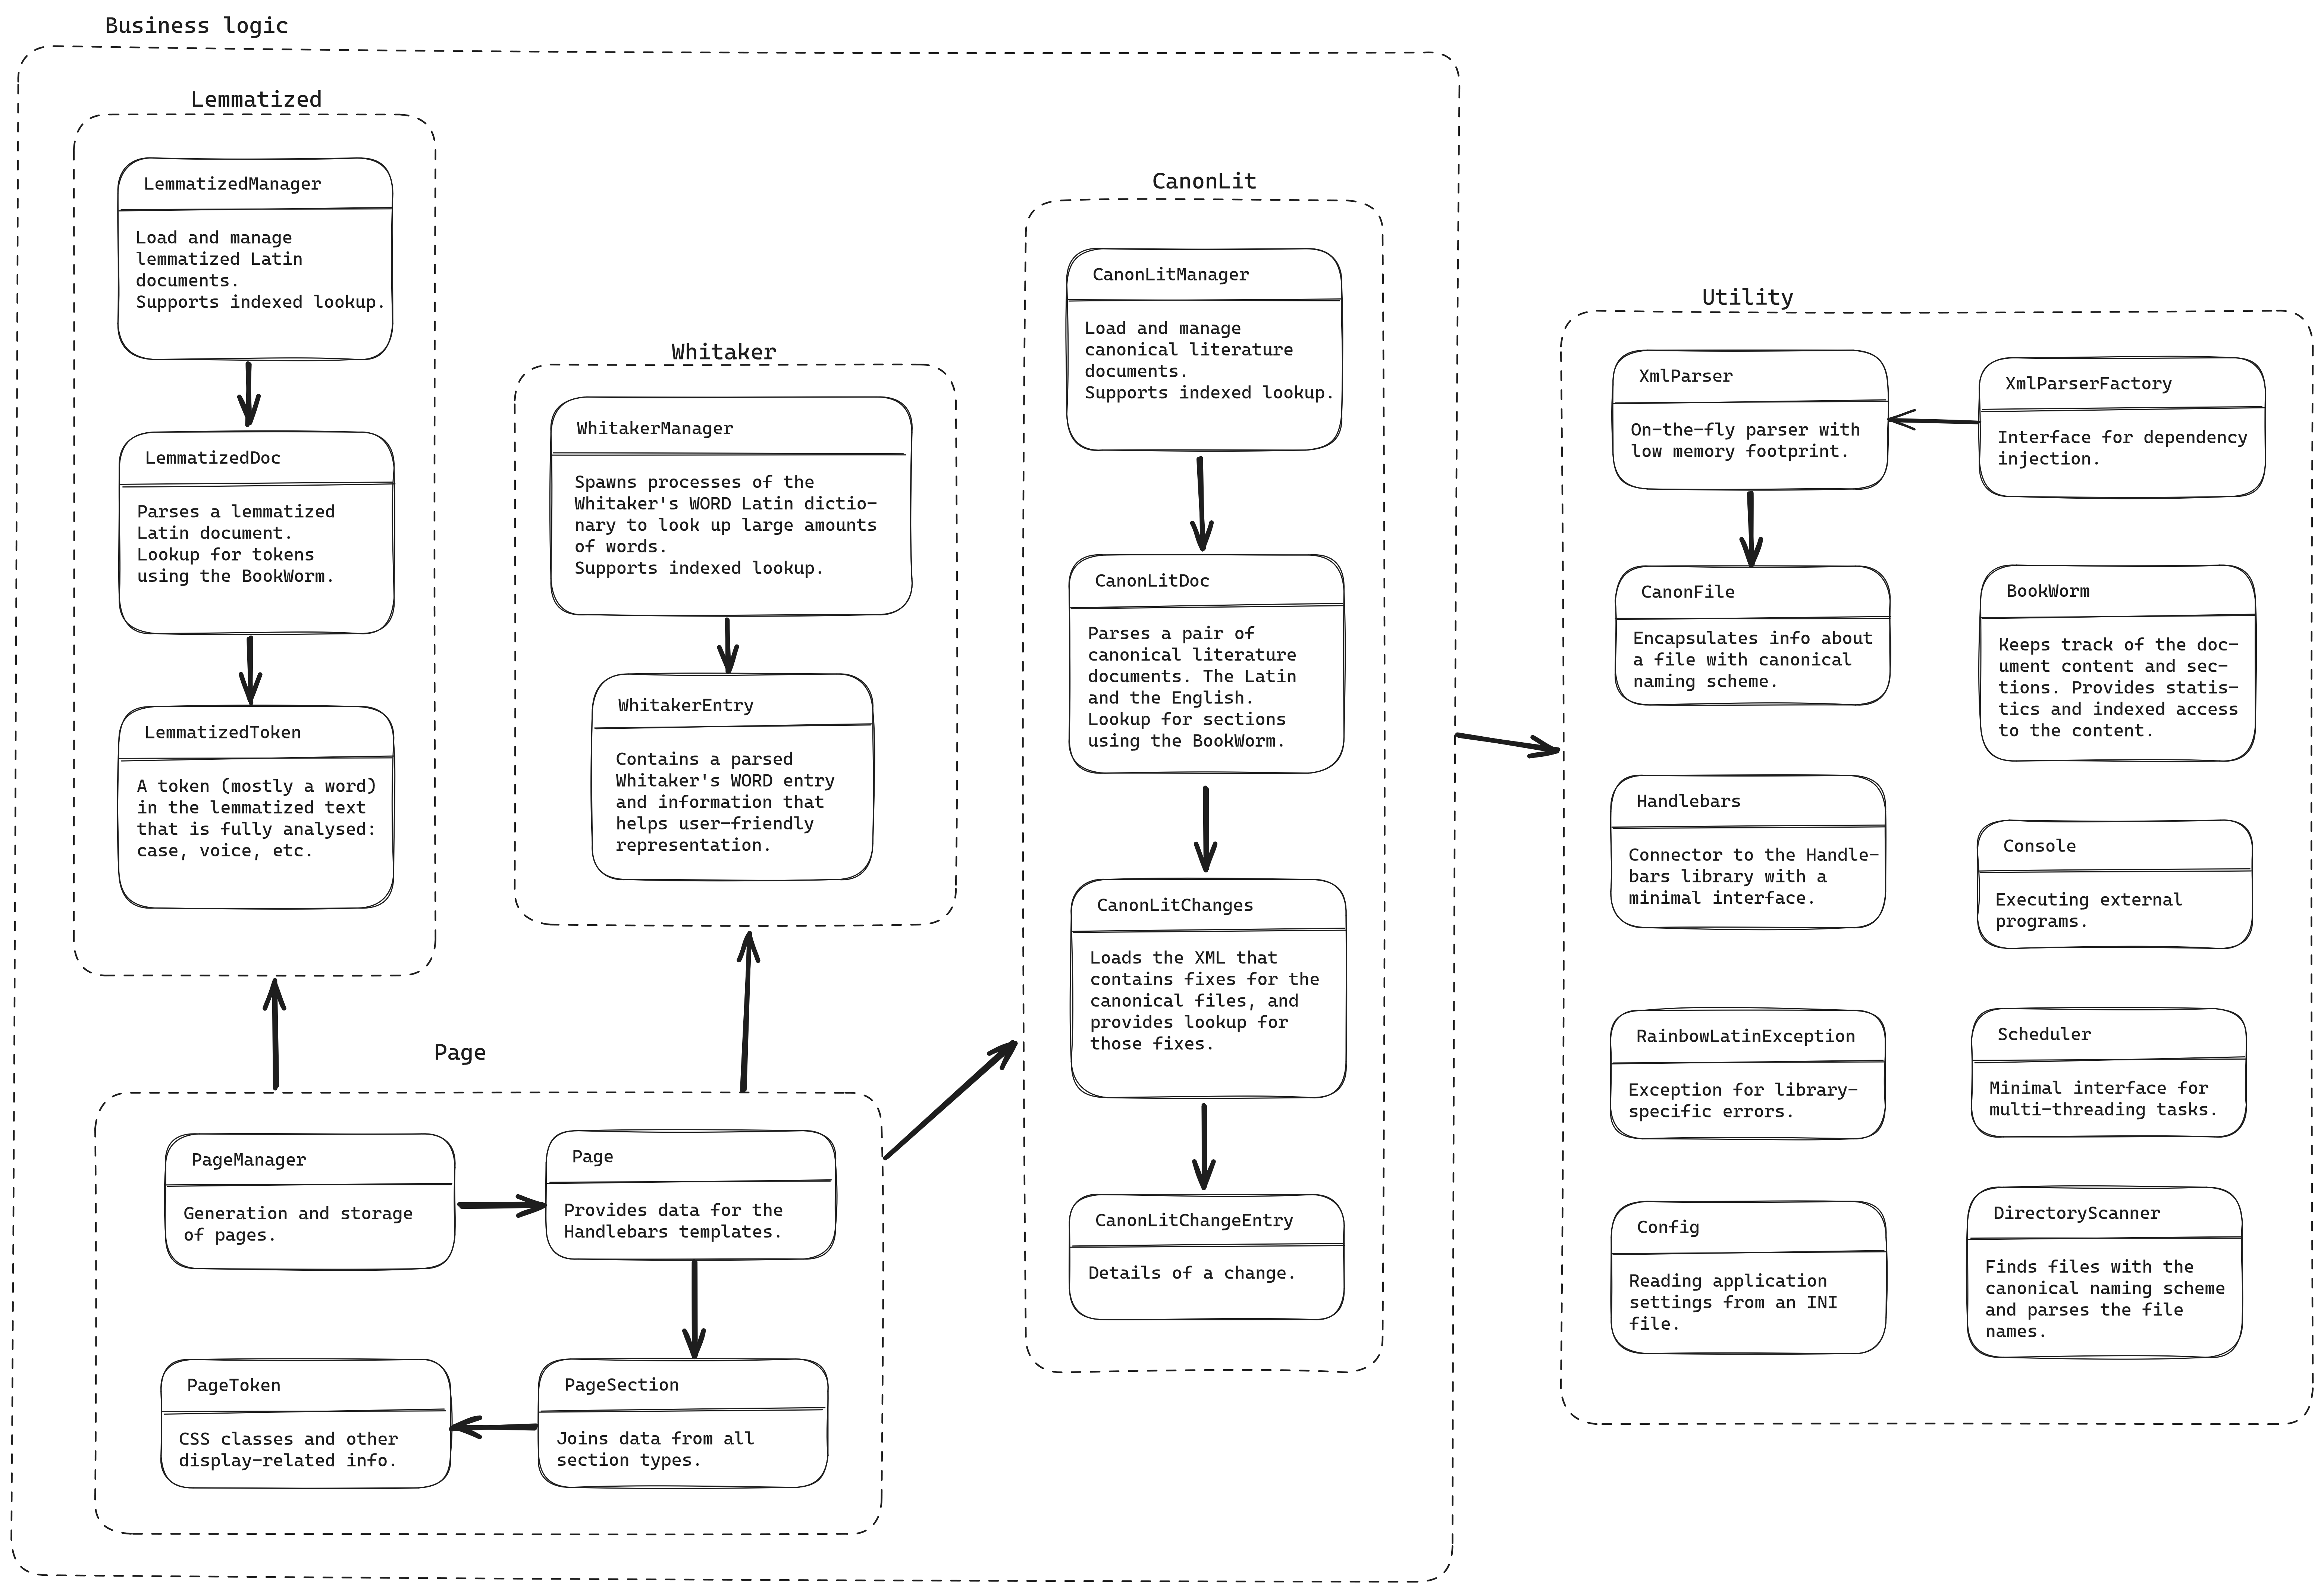 Business logic
Lemmatized
LemmatizedManager
Load and manage
lemmatized Latin
documents.
Supports indexed lookup.
LemmatizedDoc
Parses a lemmatized
Latin document.
Lookup for tokens
using the BookWorm.
LemmatizedToken
A token (mostly a word)
in the lemmatized text
that is fully analysed:
case, voice, etc.
Whitaker
WhitakerManager
Spawns processes of the
Whitaker's WORD Latin dictio-
nary to look up large amounts
of words.
Supports indexed lookup.
WhitakerEntry
Contains a parsed
Whitaker's WORD entry
and information that
helps user-friendly
representation.
Page
PageManager
Generation and storage
of pages.
Page
Provides data for the
Handlebars templates.
PageToken
CSS classes and other
display-related info.
PageSection
Joins data from all
section types.
CanonLit
CanonLitManager
Load and manage
canonical literature
documents.
Supports indexed lookup.
CanonLitDoc
Parses a pair of
canonical literature
documents. The Latin
and the English.
Lookup for sections
using the BookWorm.
CanonLitChanges
Loads the XML that
contains fixes for the
canonical files, and
provides lookup for
those fixes.
CanonLitChangeEntry
Details of a change.
Utility
XmlParser
On-the-fly parser with
low memory footprint.
XmlParserFactory
Interface for dependency
injection.
CanonFile
Encapsulates info about
a file with canonical
naming scheme.
BookWorm
Keeps track of the doc-
ument content and sec-
tions. Provides statis-
tics and indexed access
to the content.
Handlebars
Connector to the Handle-
bars library with a
minimal interface.
Console
Executing external
programs.
RainbowLatinException
Exception for library-
specific errors.
Scheduler
Minimal interface for
multi-threading tasks.
Config
Reading application
settings from an INI
file.
DirectoryScanner
Finds files with the
canonical naming scheme
and parses the file
names.